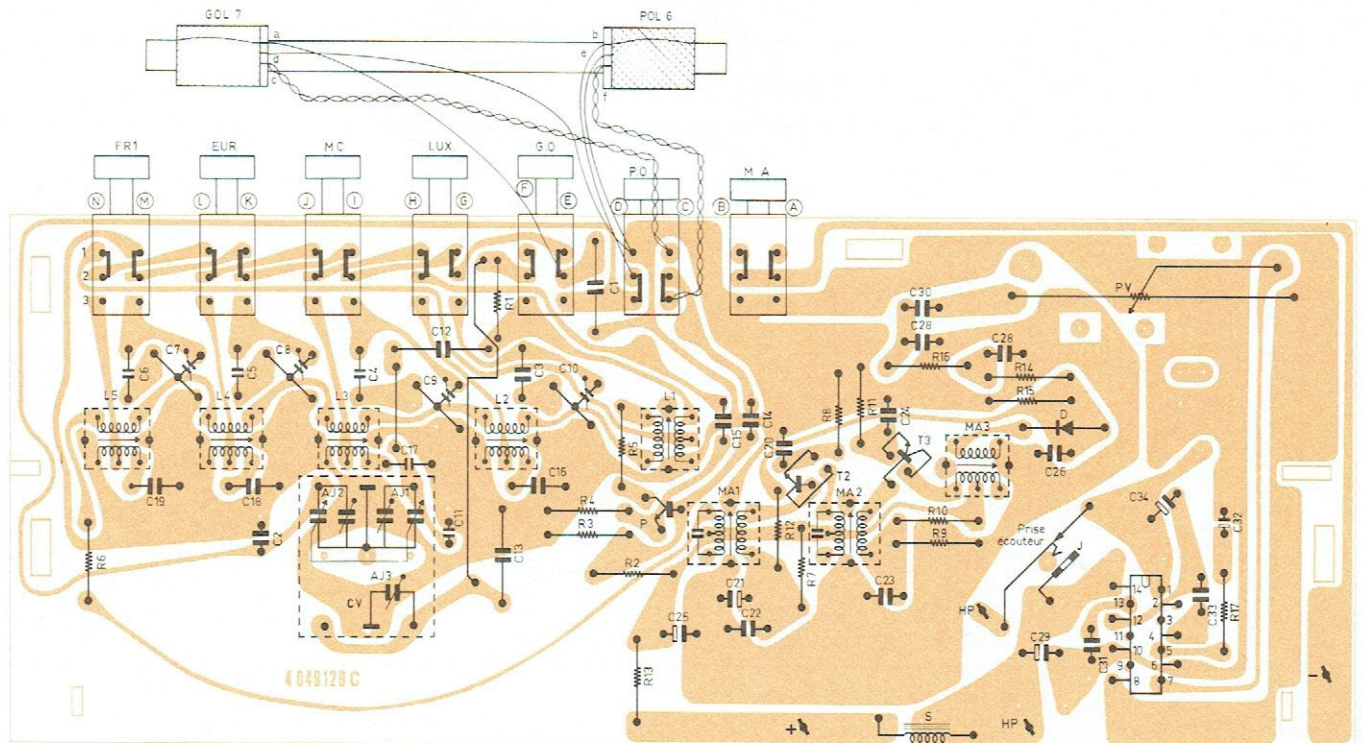 GOL 7
POL 6
a
b
d
e
c
f
FR1
EUR
M.C
LUX
G.O
P.O
M A
N M
L K
J I
H G
F E
D C
B A
1
2
3
R1
C1
PV
C30
C28
C28
R16
R14
R15
C7
C8
C12
C6
C5
C4
C9
C3
C10
R8
R11
C24
D
L5
L4
L3
L2
L1
R5
C15
C14
C20
T3
MA3
C26
C17
T2
C19
C18
C16
AJ2
AJ1
C11
C2
R4
R3
P
MA1
MA2
R12
R10
R9
C34
C32
Prise
écouteur
J
R6
C13
R2
R7
AJ3
CV
C21
C23
C22
C25
HP
U
14
1
13
2
12
3
11
4
10
5
9
6
8
7
C33
R17
C29
C31
R13
4 048128 C
+
S
HP
-